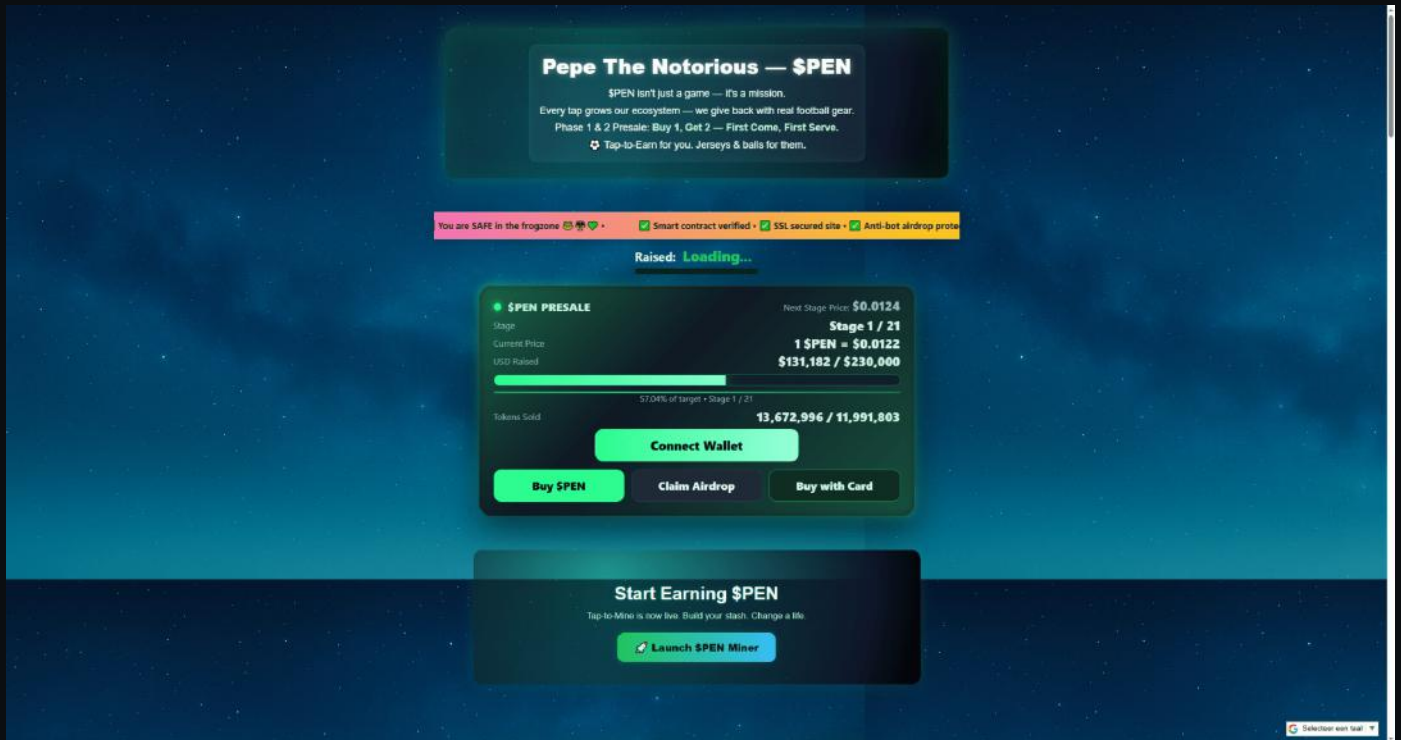 Pepe The Notorious — $PEN
$PEN isn't just a game — it's a mission.
Every tap grows our ecosystem — we give back with real football gear.
Phase 1 & 2 Presale: Buy 1, Get 2 — First Come, First Serve.
⚽ Tap-to-Earn for you. Jerseys & balls for them.
You are SAFE in the frogzone 🐸💚 • ✅ Smart contract verified • ✅ SSL secured site • ✅ Anti-bot airdrop prote
Raised: Loading...
$PEN PRESALE Next Stage Price: $0.0124
Stage Stage 1 / 21
Current Price 1 $PEN = $0.0122
USD Raised $131,182 / $230,000
57.04% of target • Stage 1 / 21
Tokens Sold 13,672,996 / 11,991,803
Connect Wallet
Buy $PEN Claim Airdrop Buy with Card
Start Earning $PEN
Tap-to-Mine is now live. Build your stash. Change a life.
🚀 Launch $PEN Miner
G Selecteer een taal ▼